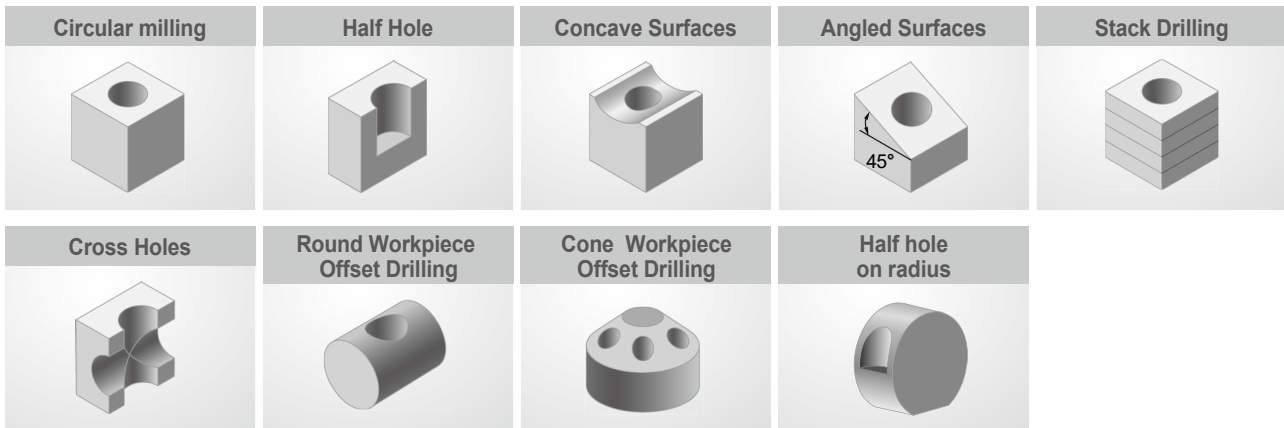 Circular milling
Half Hole
Concave Surfaces
Angled Surfaces
Stack Drilling
45°
Cross Holes
Round Workpiece
Offset Drilling
Cone Workpiece
Offset Drilling
Half hole
on radius